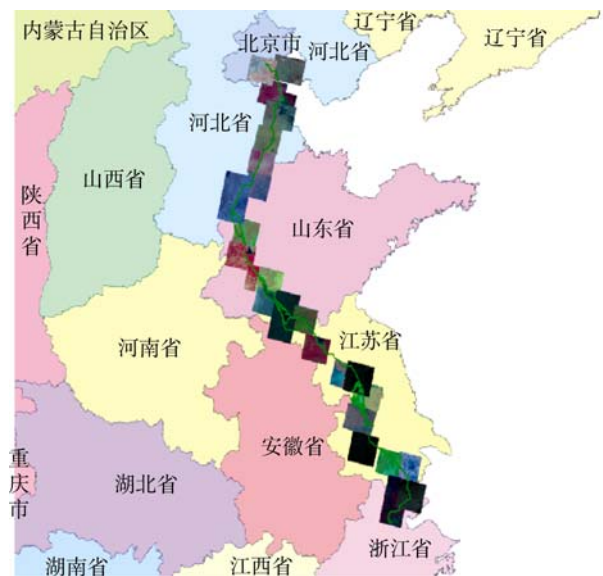 辽宁省
内蒙古自治区
北京市
河北省
辽宁省
河北省
山西省
陕西省
山东省
河南省
江苏省
安徽省
重庆市
湖北省
浙江省
湖南省
江西省